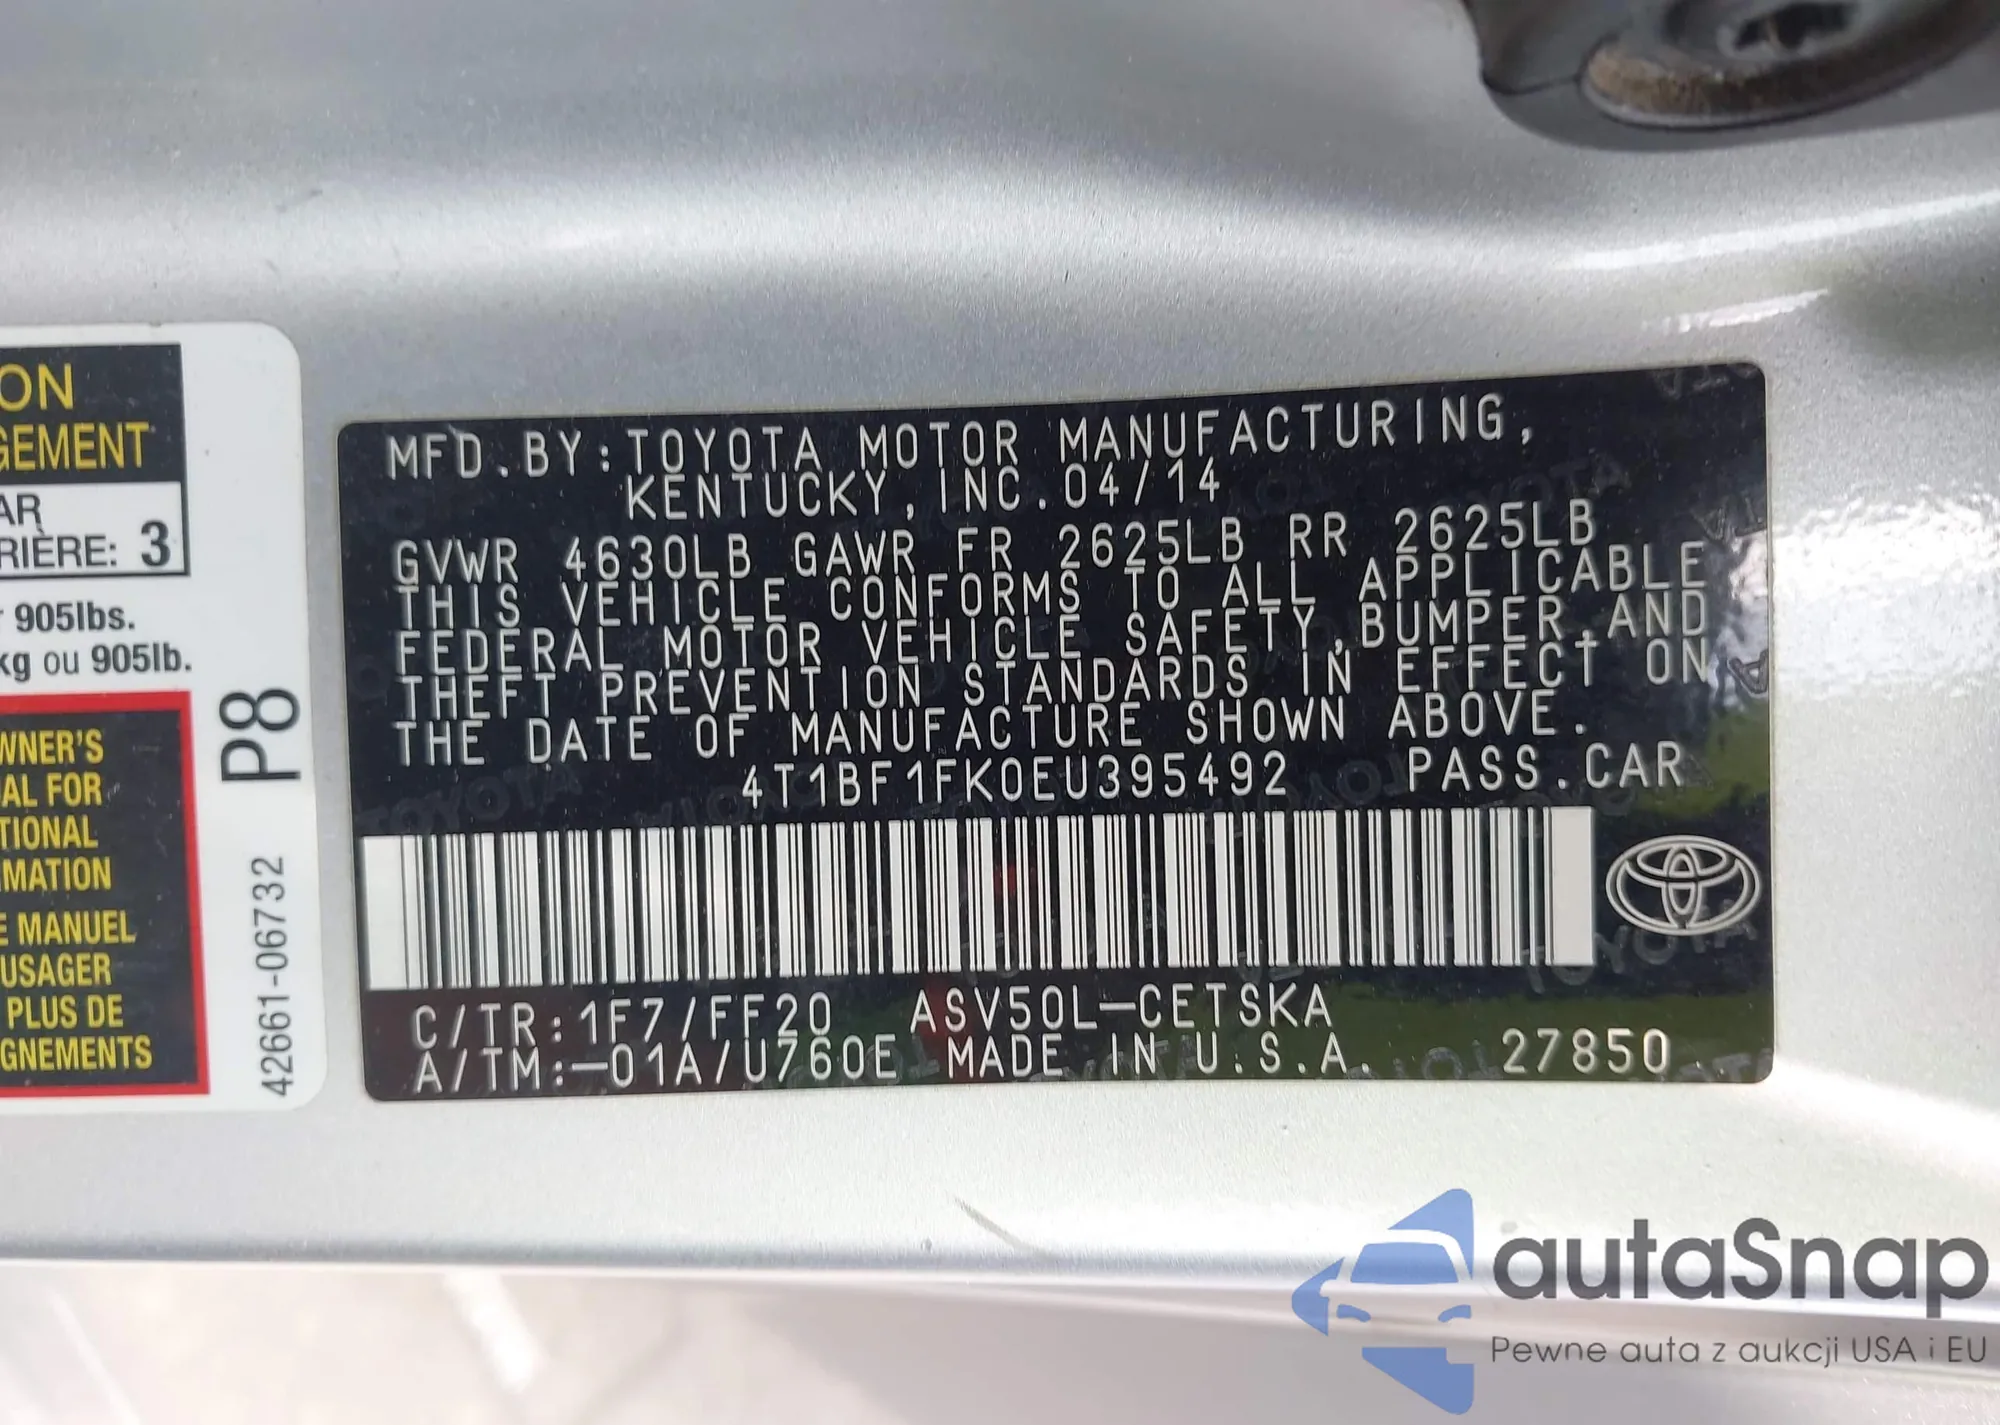 ON
GEMENT
AR
RIÈRE: 3
905lbs.
kg ou 905lb.
WNER'S
AL FOR
TIONAL
MATION
E MANUEL
USAGER
PLUS DE
GNEMENTS
P8
42661-06732
MFD.BY:TOYOTA MOTOR MANUFACTURING,
KENTUCKY,INC.04/14
GVWR 4630LB GAWR FR 2625LB RR 2625LB
THIS VEHICLE CONFORMS TO ALL APPLICABLE
FEDERAL MOTOR VEHICLE SAFETY,BUMPER,AND
THEFT PREVENTION STANDARDS IN EFFECT ON
THE DATE OF MANUFACTURE SHOWN ABOVE.
4T1BF1FK0EU395492 PASS.CAR
C/TR:1F7/FF20 ASV50L-CETSKA
A/TM:-01A/U760E MADE IN U.S.A. 27850
autaSnap
Pewne auta z aukcji USA i EU